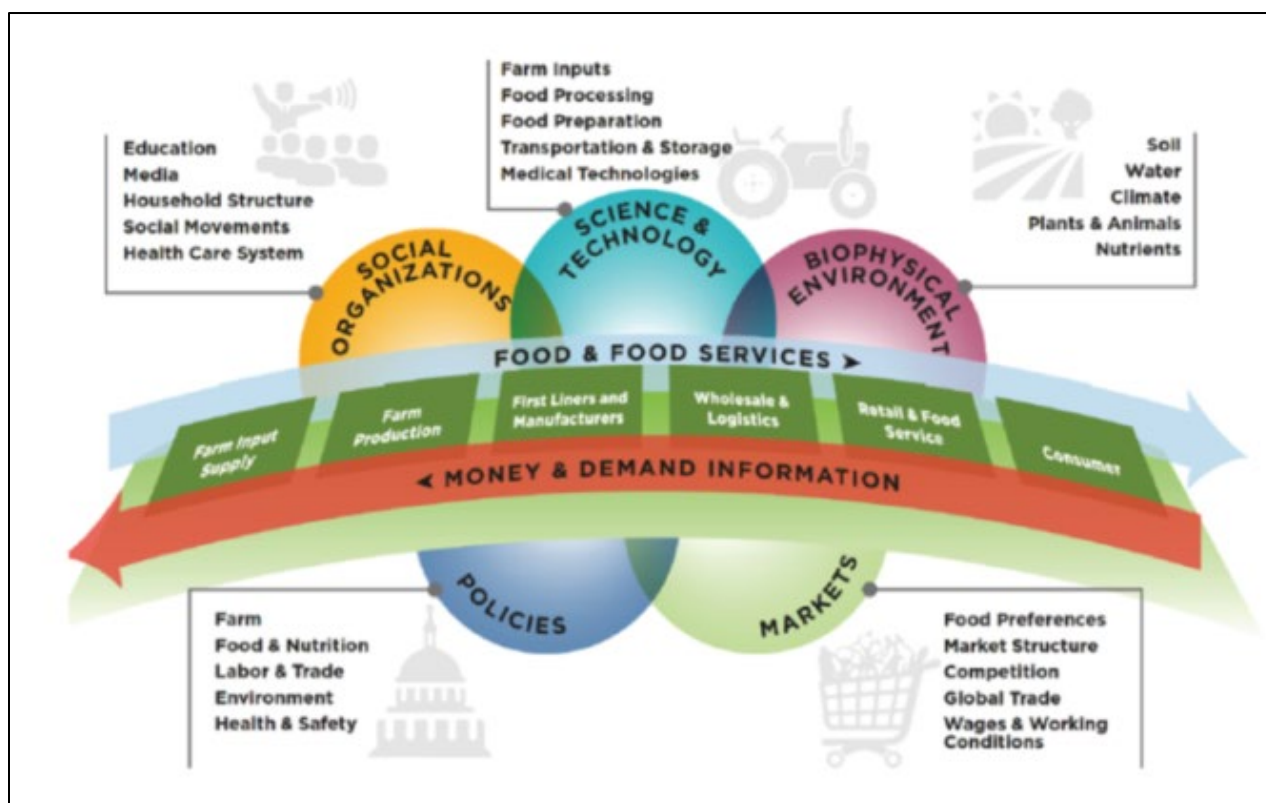 Farm Inputs
Food Processing
Food Preparation
Transportation & Storage
Medical Technologies
Education
Media
Household Structure
Social Movements
Health Care System
Soil
Water
Climate
Plants & Animals
Nutrients
SOCIAL
ORGANIZATIONS
SCIENCE &
TECHNOLOGY
BIOPHYSICAL
ENVIRONMENT
FOOD & FOOD SERVICES >
Farm Input
Supply
Farm
Production
First Liners and
Manufacturers
Wholesale &
Logistics
Retail & Food
Service
Consumer
< MONEY & DEMAND INFORMATION
POLICIES
MARKETS
Farm
Food & Nutrition
Labor & Trade
Environment
Health & Safety
Food Preferences
Market Structure
Competition
Global Trade
Wages & Working
Conditions